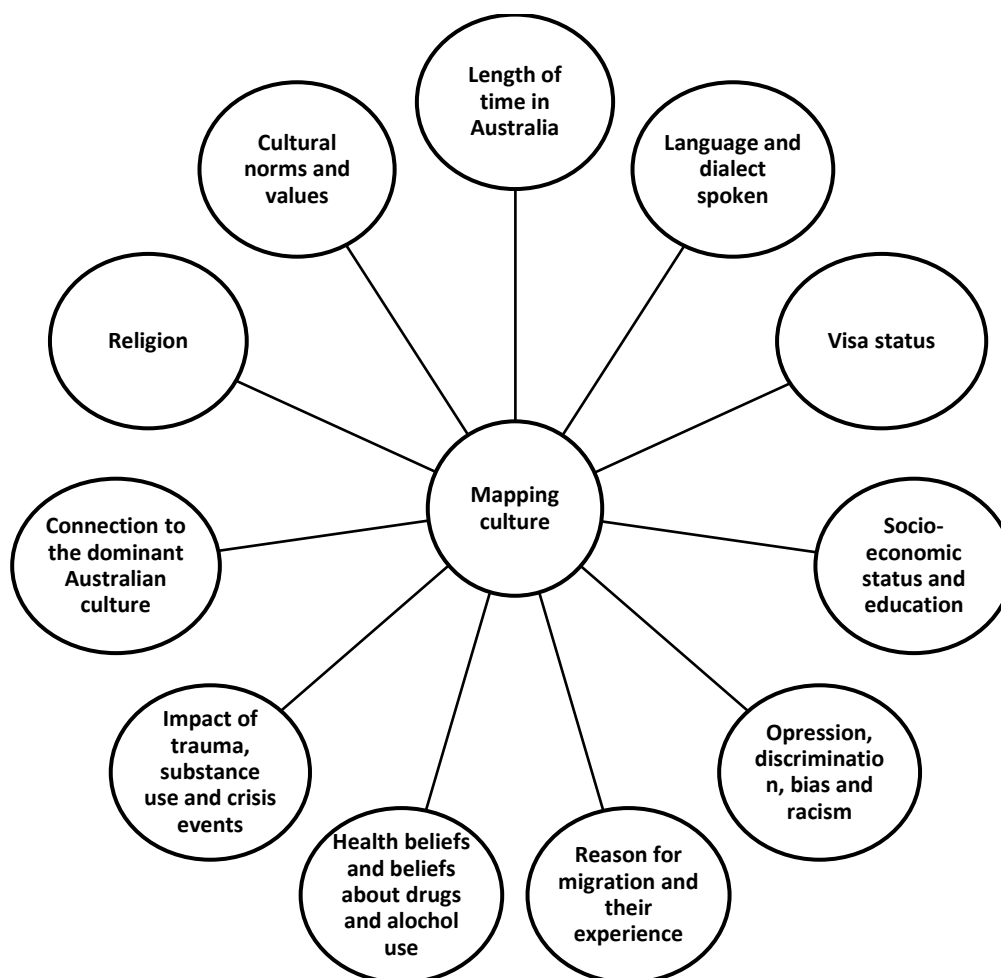 Length of
time in
Australia
Language and
dialect
spoken
Visa status
Socio-
economic
status and
education
Opression,
discriminatio
n, bias and
racism
Reason for
migration and
their
experience
Health beliefs
and beliefs
about drugs
and alochol
use
Impact of
trauma,
substance
use and crisis
events
Connection to
the dominant
Australian
culture
Religion
Cultural
norms and
values
Mapping
culture